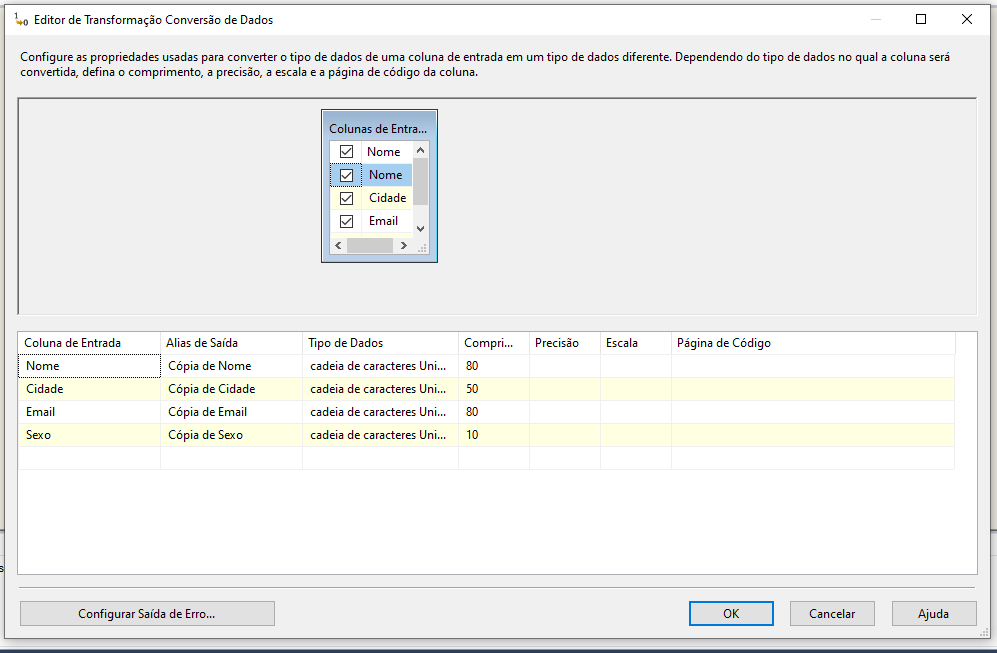 Editor de Transformação Conversão de Dados
Configure as propriedades usadas para converter o tipo de dados de uma coluna de entrada em um tipo de dados diferente. Dependendo do tipo de dados no qual a coluna será
convertida, defina o comprimento, a precisão, a escala e a página de código da coluna.
Colunas de Entra...
Nome
Nome
Cidade
Email
Coluna de Entrada Alias de Saída Tipo de Dados Compri... Precisão Escala Página de Código
Nome Cópia de Nome cadeia de caracteres Uni... 80
Cidade Cópia de Cidade cadeia de caracteres Uni... 50
Email Cópia de Email cadeia de caracteres Uni... 80
Sexo Cópia de Sexo cadeia de caracteres Uni... 10
Configurar Saída de Erro... OK Cancelar Ajuda